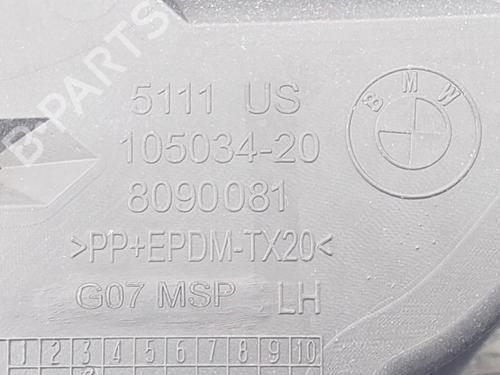 B-PARTS
5111 US
105034-20
8090081
>PP+EPDM-TX20<
G07 MSP LH
BMW
1 2 3 4 5 6 7 8 9 10